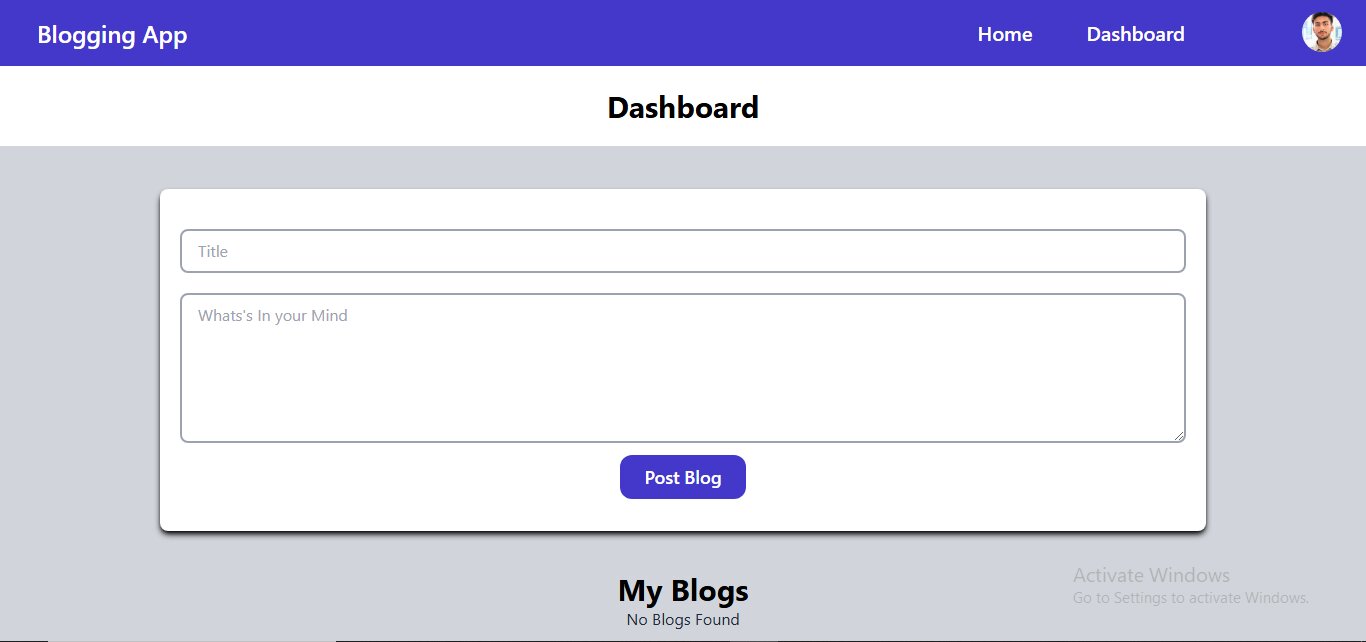 Blogging App
Home
Dashboard
Dashboard
Title
Whats's In your Mind
Post Blog
My Blogs
No Blogs Found
Activate Windows
Go to Settings to activate Windows.